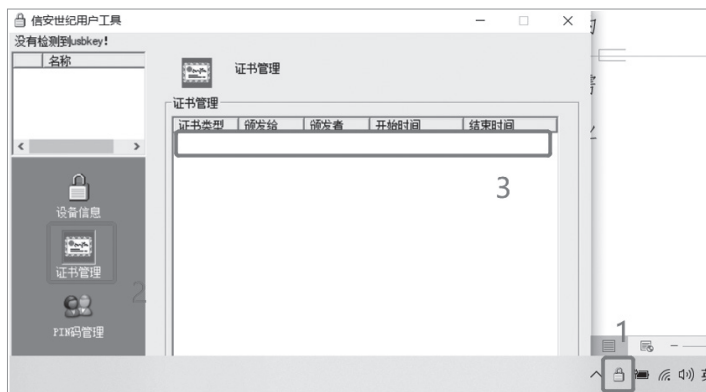 信安世纪用户工具
没有检测到usbkey!
名称
证书管理
证书管理
证书类型 颁发给 颁发者 开始时间 结束时间
3
设备信息
证书管理
2
PIN码管理
1